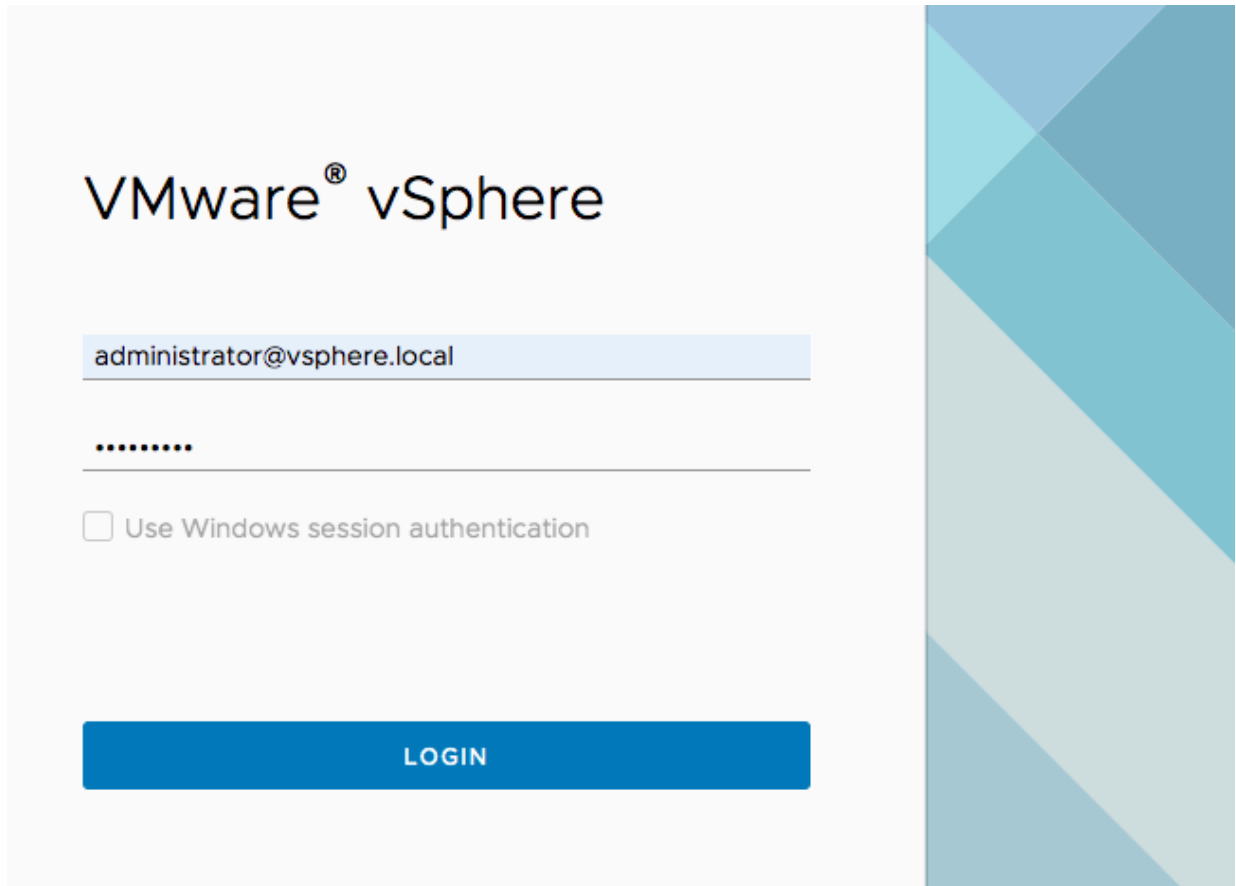 VMware® vSphere
administrator@vsphere.local
•••••••••
Use Windows session authentication
LOGIN